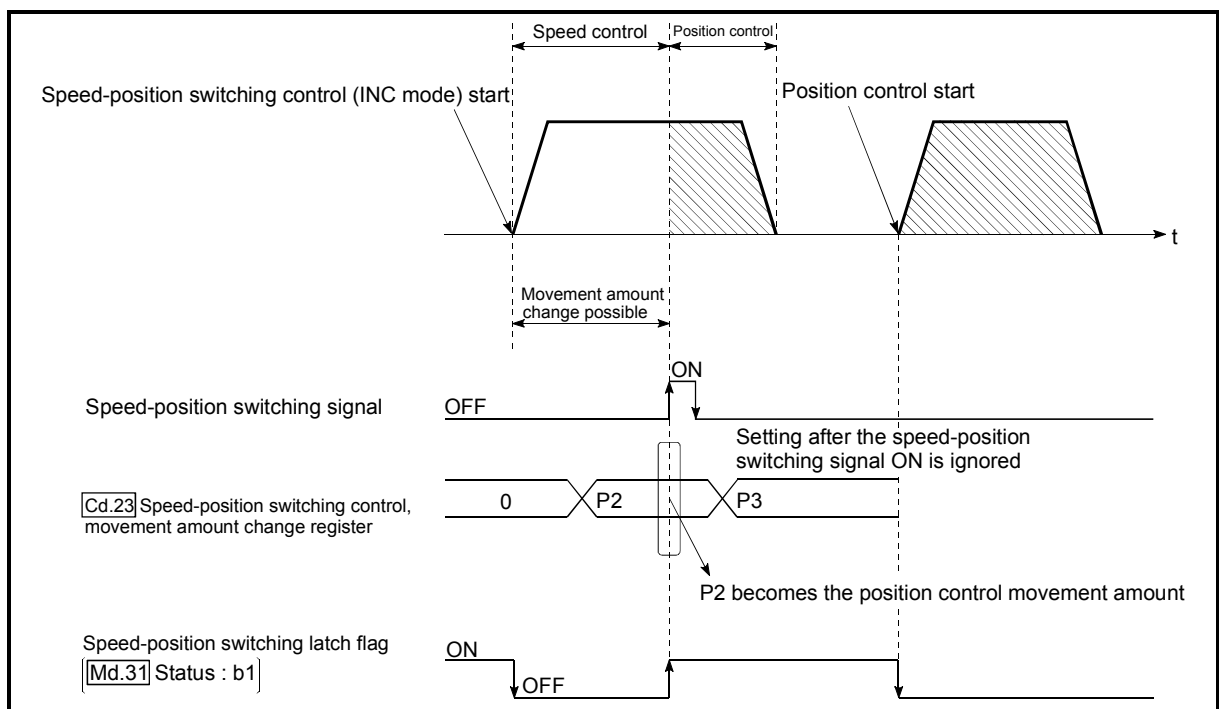 Speed control
Position control
Speed-position switching control (INC mode) start
Position control start
t
Movement amount
change possible
ON
Speed-position switching signal
OFF
Setting after the speed-position
switching signal ON is ignored
Cd.23 Speed-position switching control,
movement amount change register
0
P2
P3
P2 becomes the position control movement amount
Speed-position switching latch flag
Md.31 Status : b1
ON
OFF